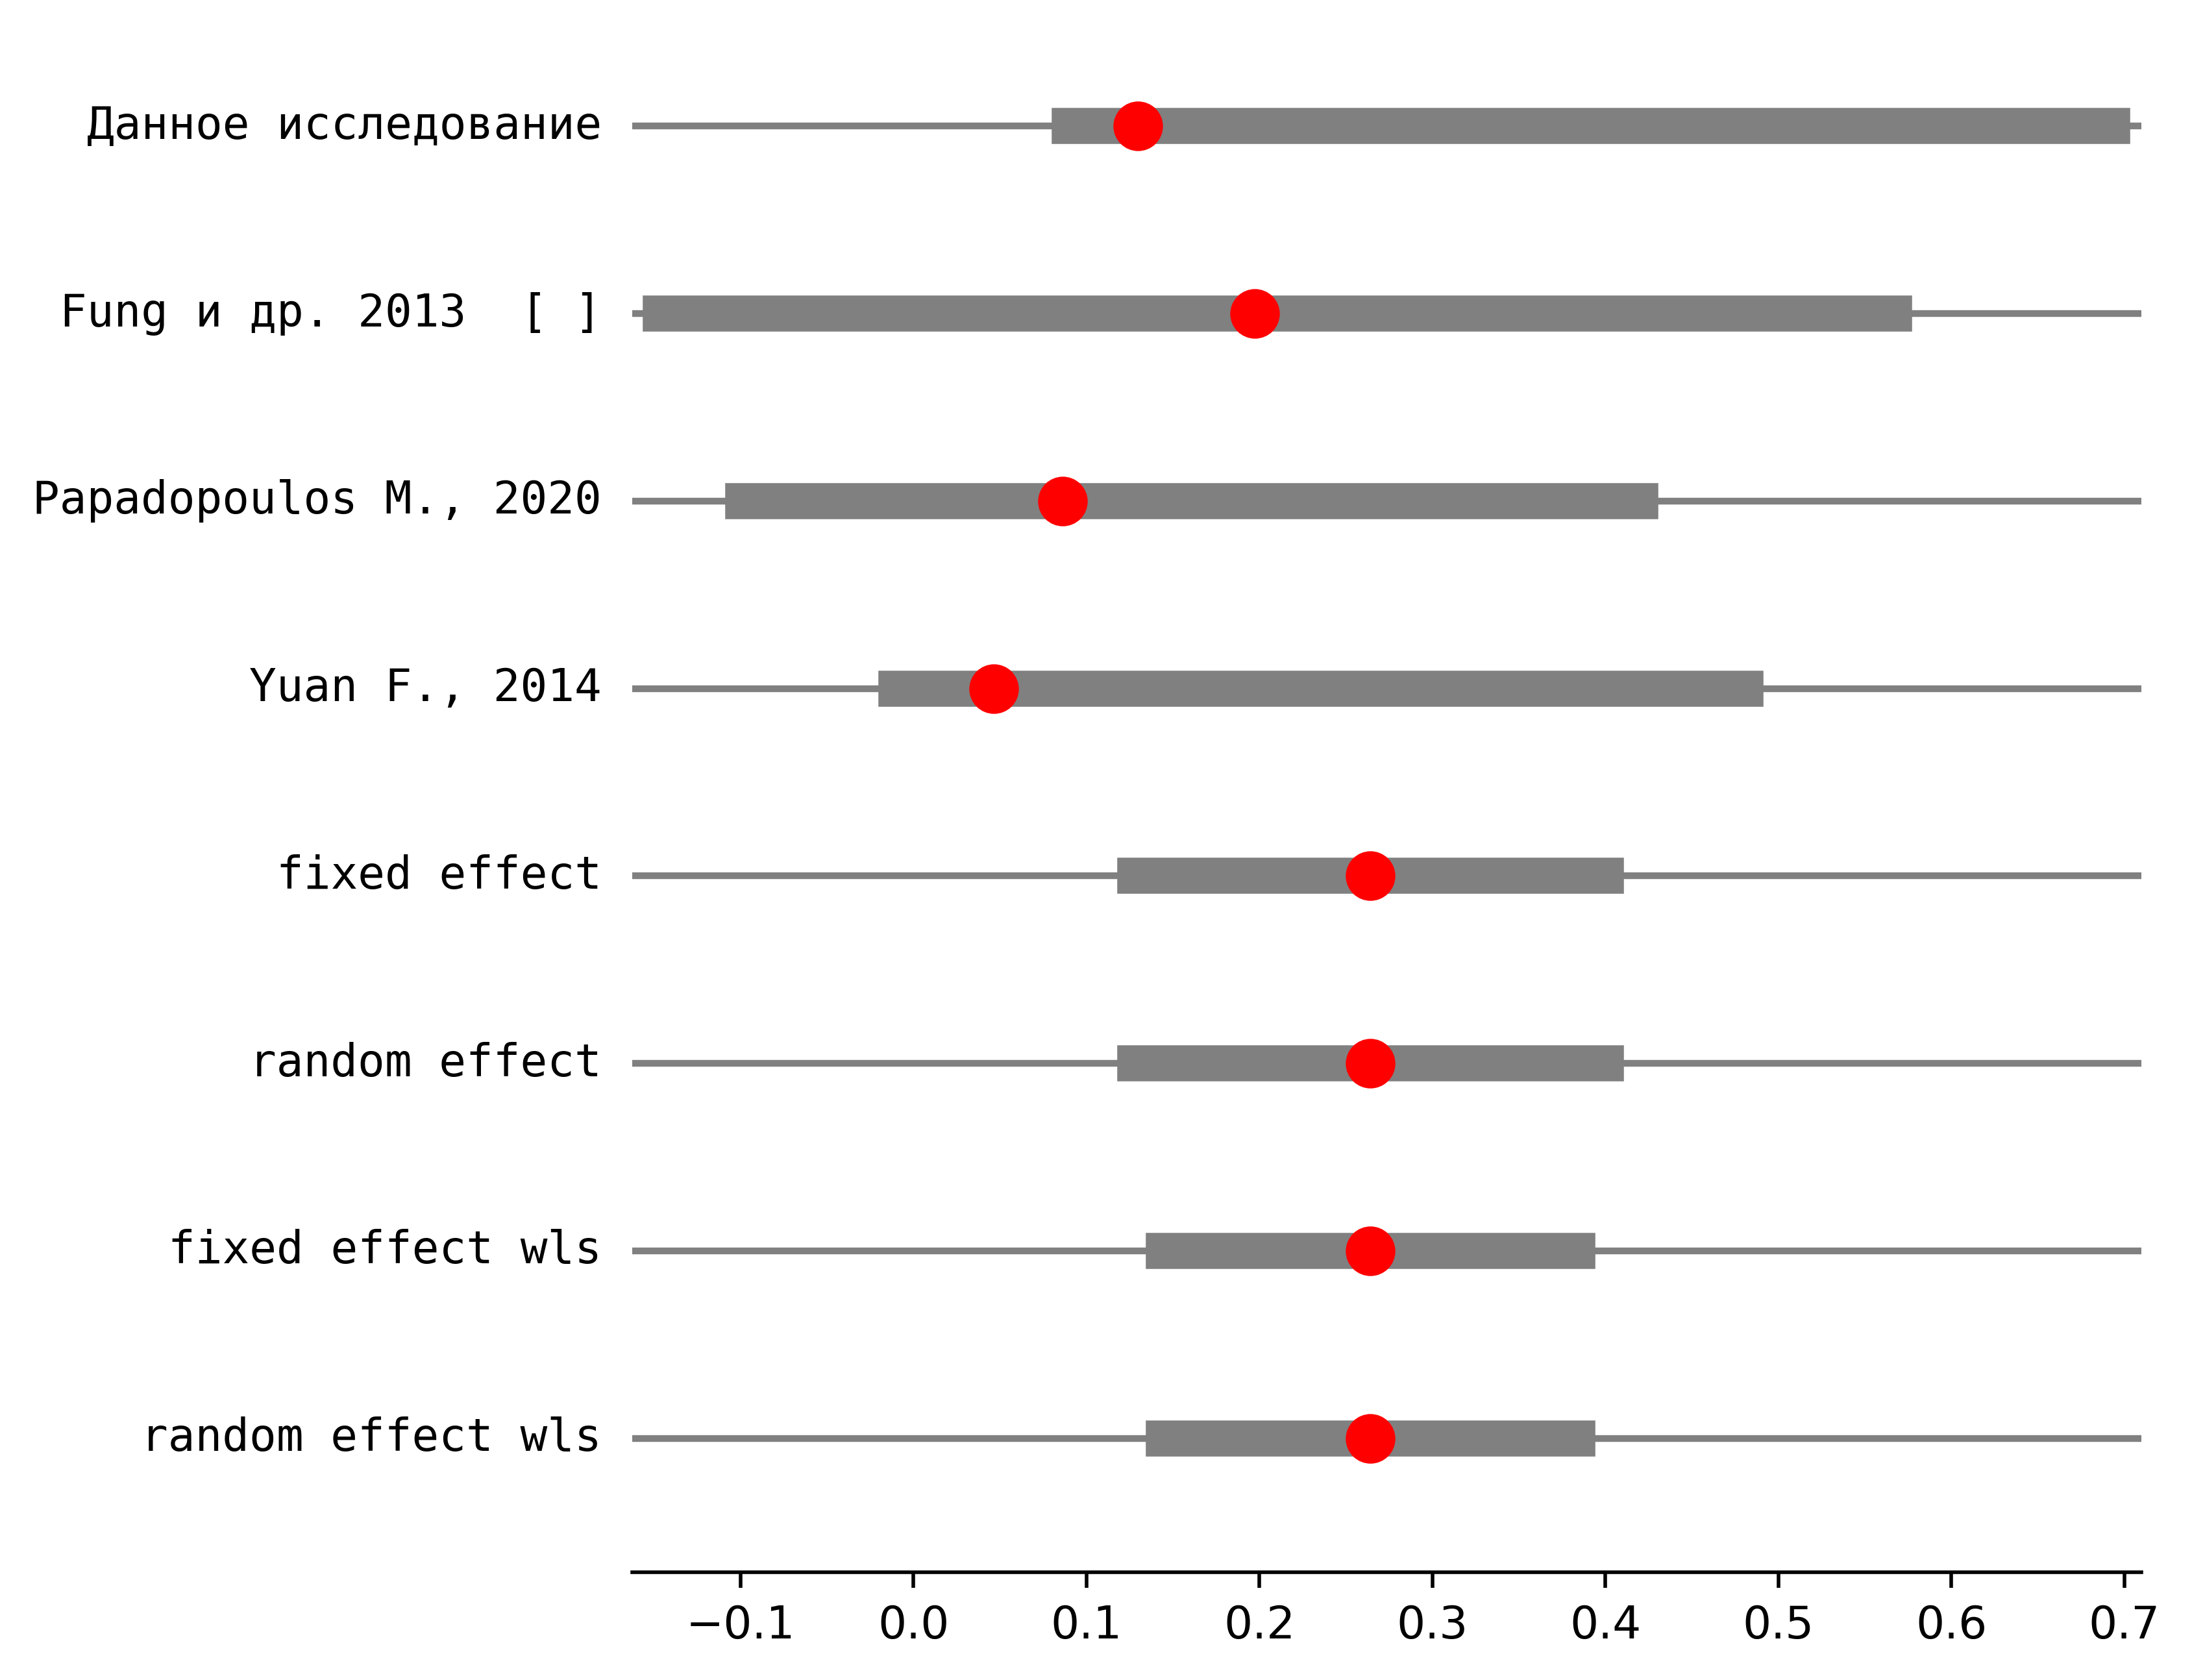 Данное исследование
Fung и др. 2013  [ ]
Papadopoulos M., 2020
Yuan F., 2014
fixed effect
random effect
fixed effect wls
random effect wls
−0.1 0.0 0.1 0.2 0.3 0.4 0.5 0.6 0.7